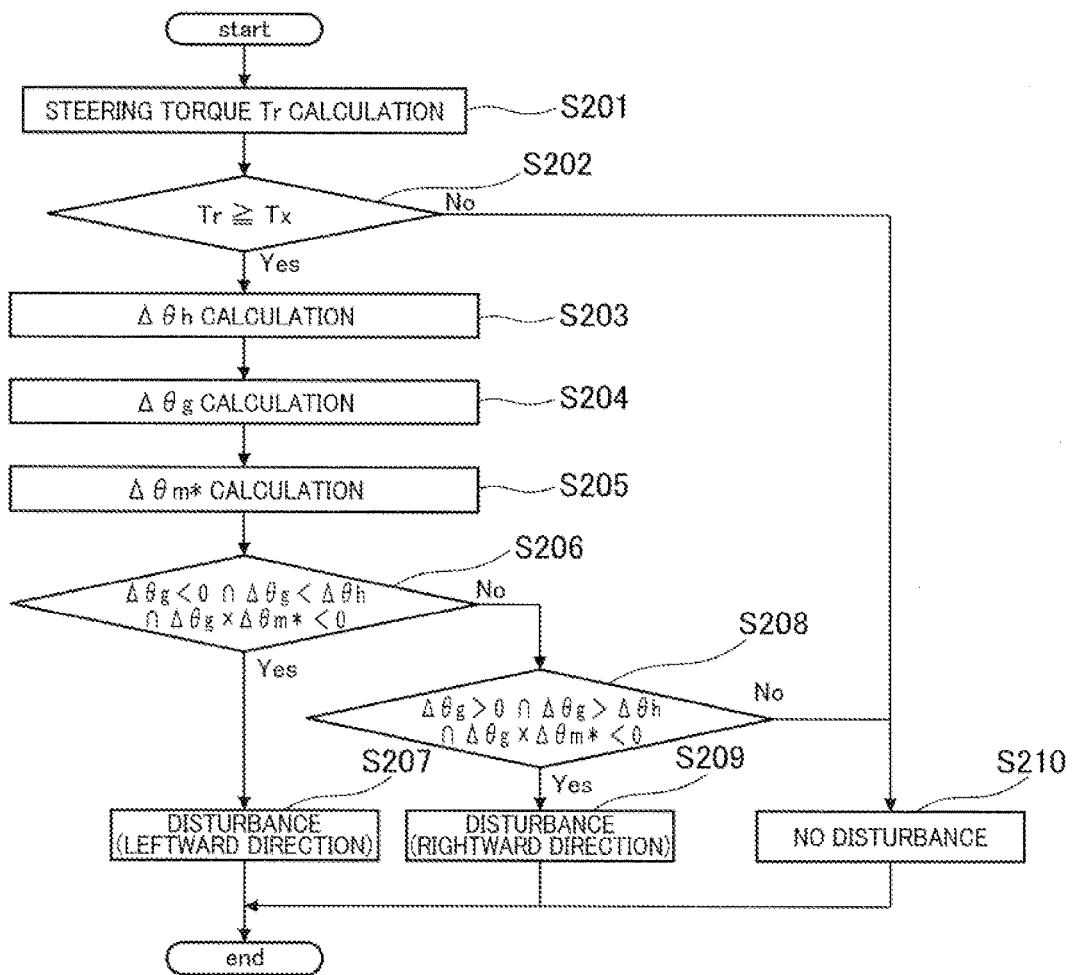 start
STEERING TORQUE Tr CALCULATION
S201
S202
Tr ≧ Tx
No
Yes
Δθh CALCULATION
S203
Δθg CALCULATION
S204
Δθm* CALCULATION
S205
S206
Δθg<0 ∩ Δθg<Δθh
∩ Δθg×Δθm*<0
No
Yes
S208
Δθg>0 ∩ Δθg>Δθh
∩ Δθg×Δθm*<0
No
Yes
S207
DISTURBANCE
(LEFTWARD DIRECTION)
S209
DISTURBANCE
(RIGHTWARD DIRECTION)
S210
NO DISTURBANCE
end